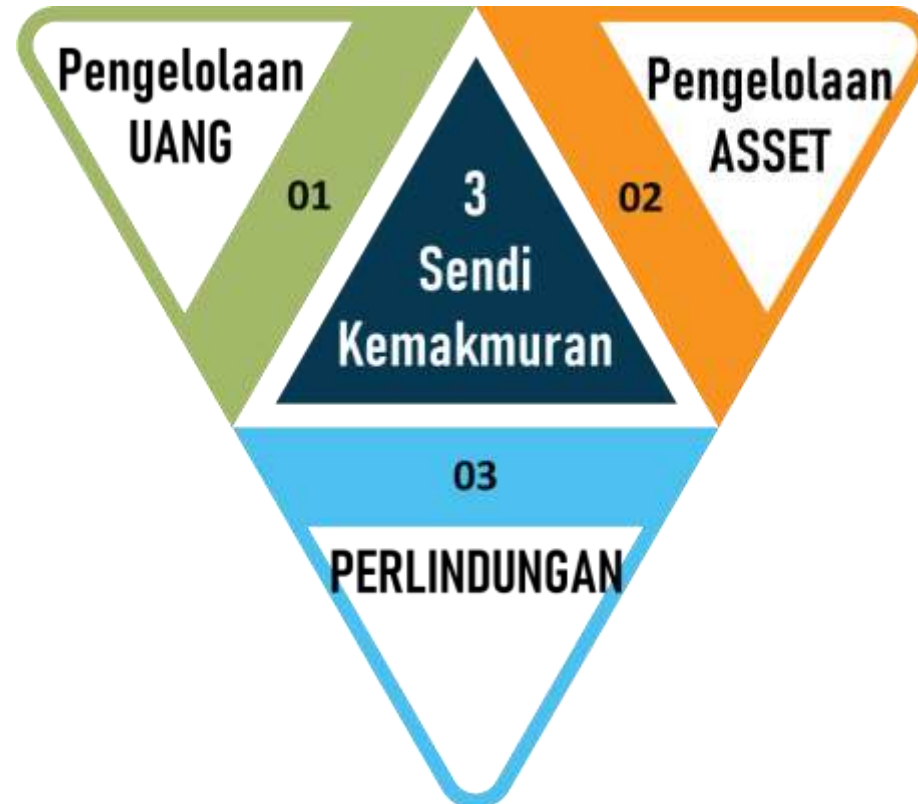 Pengelolaan
UANG
01
3
Sendi
Kemakmuran
02
Pengelolaan
ASSET
03
PERLINDUNGAN